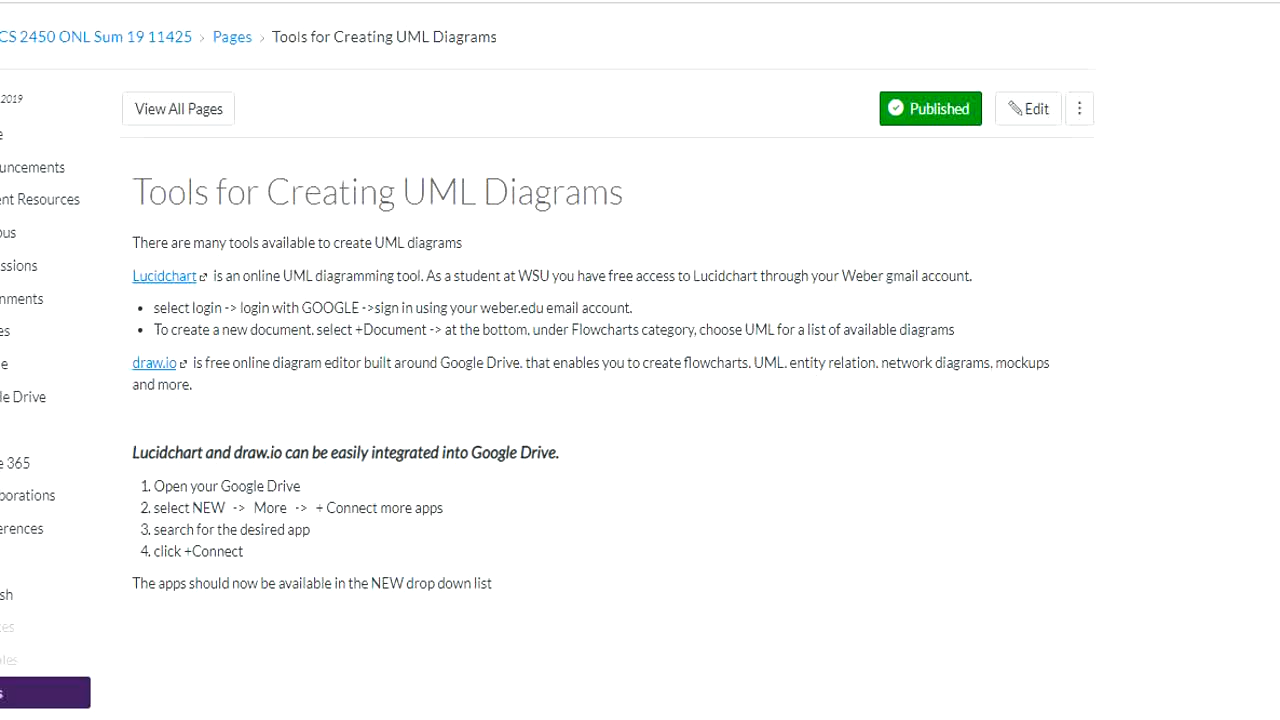 CS 2450 ONL Sum 19 11425 > Pages > Tools for Creating UML Diagrams
2019
View All Pages
Published
Edit
uncements
nt Resources
Tools for Creating UML Diagrams
There are many tools available to create UML diagrams
Lucidchart is an online UML diagramming tool. As a student at WSU you have free access to Lucidchart through your Weber gmail account.
• select login -> login with GOOGLE ->sign in using your weber.edu email account.
• To create a new document, select +Document -> at the bottom, under Flowcharts category, choose UML for a list of available diagrams
draw.io is free online diagram editor built around Google Drive, that enables you to create flowcharts, UML, entity relation, network diagrams, mockups
and more.
ssions
nments
le Drive
e 365
borations
erences
Lucidchart and draw.io can be easily integrated into Google Drive.
1. Open your Google Drive
2. select NEW -> More -> + Connect more apps
3. search for the desired app
4. click +Connect
The apps should now be available in the NEW drop down list